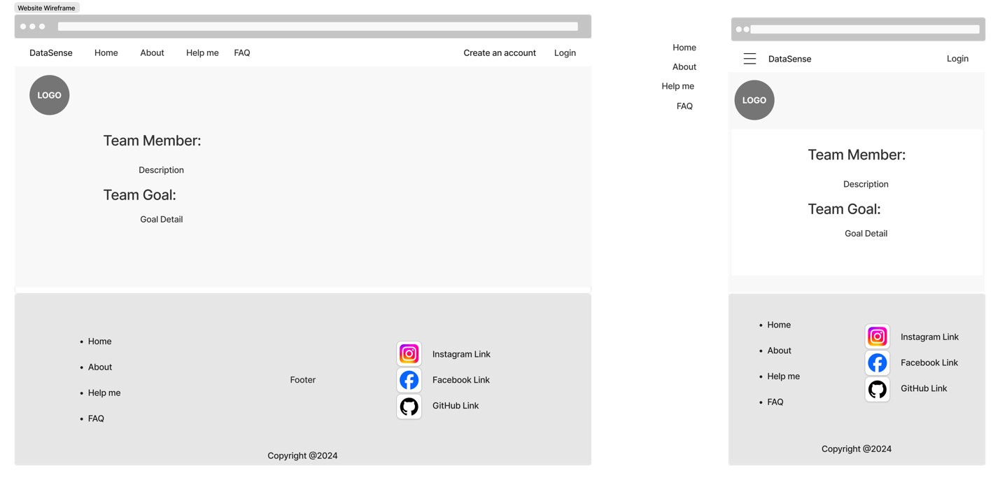 Website Wireframe
DataSense Home About Help me FAQ Create an account Login
LOGO
Team Member:
Description
Team Goal:
Goal Detail
Home
About
Help me
FAQ
Footer
Instagram Link
Facebook Link
GitHub Link
Copyright @2024
Home
About
Help me
FAQ
DataSense Login
LOGO
Team Member:
Description
Team Goal:
Goal Detail
Home
About
Help me
FAQ
Instagram Link
Facebook Link
GitHub Link
Copyright @2024